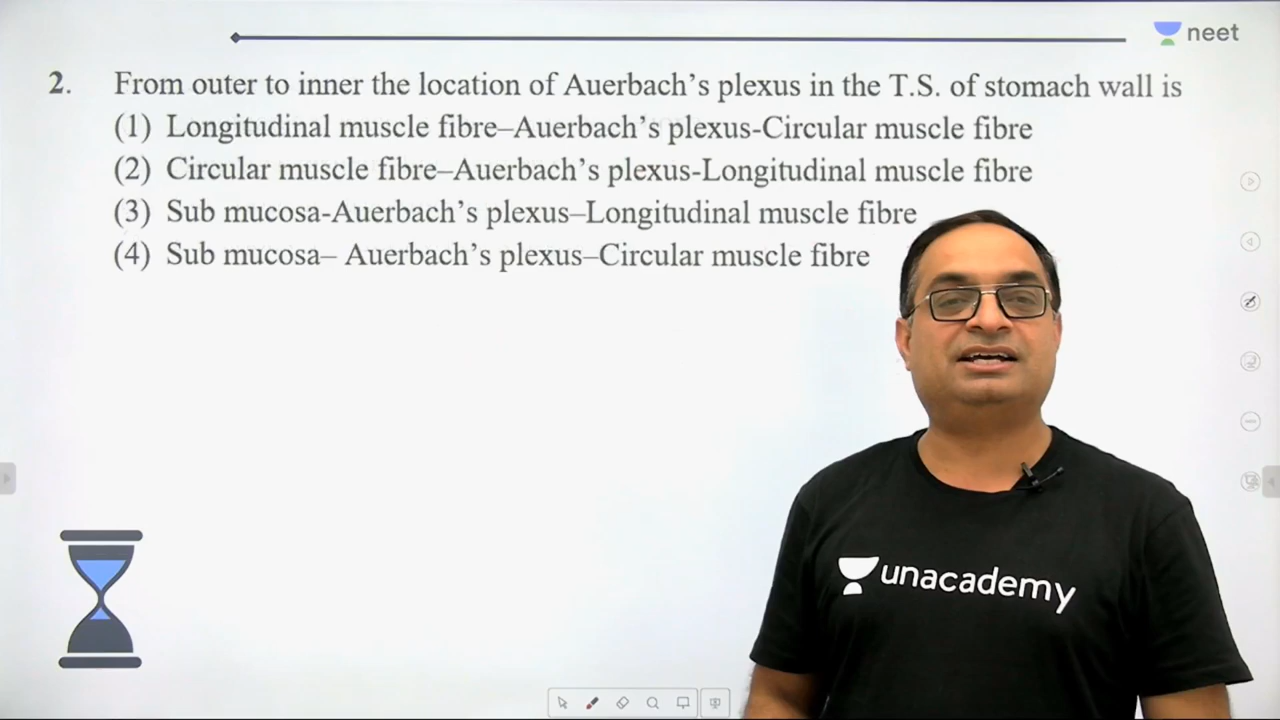 neet
2. From outer to inner the location of Auerbach's plexus in the T.S. of stomach wall is
(1) Longitudinal muscle fibre–Auerbach's plexus-Circular muscle fibre
(2) Circular muscle fibre–Auerbach's plexus-Longitudinal muscle fibre
(3) Sub mucosa-Auerbach's plexus–Longitudinal muscle fibre
(4) Sub mucosa– Auerbach's plexus–Circular muscle fibre
unacademy